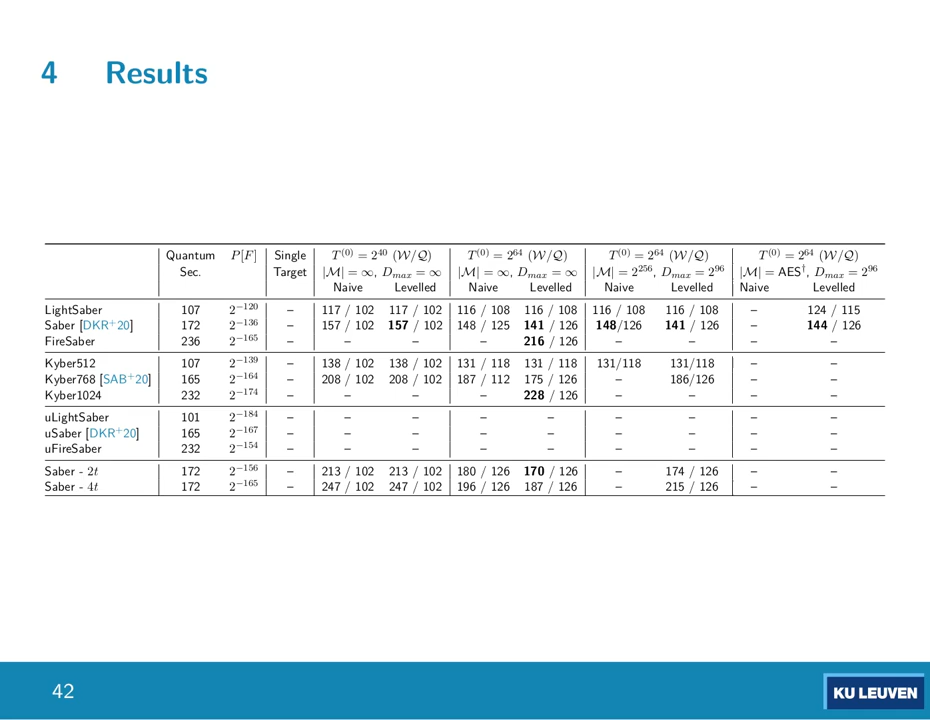 4 Results
Quantum P[F] Single T^(0) = 2^40 (W/Q) T^(0) = 2^64 (W/Q) T^(0) = 2^64 (W/Q) T^(0) = 2^64 (W/Q)
Sec. Target |M| = ∞, D_max = ∞ |M| = ∞, D_max = ∞ |M| = 2^256, D_max = 2^96 |M| = AES†, D_max = 2^96
Naive Levelled Naive Levelled Naive Levelled Naive Levelled
LightSaber 107 2^−120 – 117 / 102 117 / 102 116 / 108 116 / 108 116 / 108 116 / 108 – 124 / 115
Saber [DKR+20] 172 2^−136 – 157 / 102 157 / 102 148 / 125 141 / 126 148/126 141 / 126 – 144 / 126
FireSaber 236 2^−165 – – – – 216 / 126 – – – –
Kyber512 107 2^−139 – 138 / 102 138 / 102 131 / 118 131 / 118 131/118 131/118 – –
Kyber768 [SAB+20] 165 2^−164 – 208 / 102 208 / 102 187 / 112 175 / 126 – 186/126 – –
Kyber1024 232 2^−174 – – – – 228 / 126 – – – –
uLightSaber 101 2^−184 – – – – – – – – –
uSaber [DKR+20] 165 2^−167 – – – – – – – – –
uFireSaber 232 2^−154 – – – – – – – – –
Saber - 2t 172 2^−156 – 213 / 102 213 / 102 180 / 126 170 / 126 – 174 / 126 – –
Saber - 4t 172 2^−165 – 247 / 102 247 / 102 196 / 126 187 / 126 – 215 / 126 – –
42
KU LEUVEN